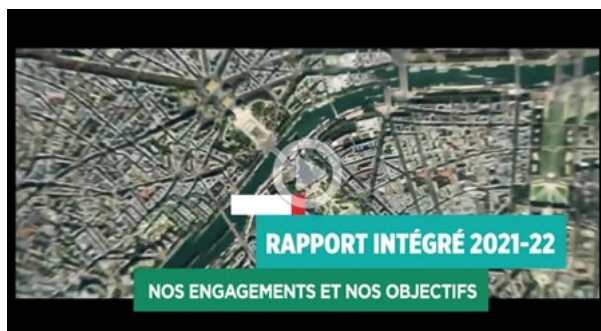 RAPPORT INTÉGRÉ 2021-22
NOS ENGAGEMENTS ET NOS OBJECTIFS